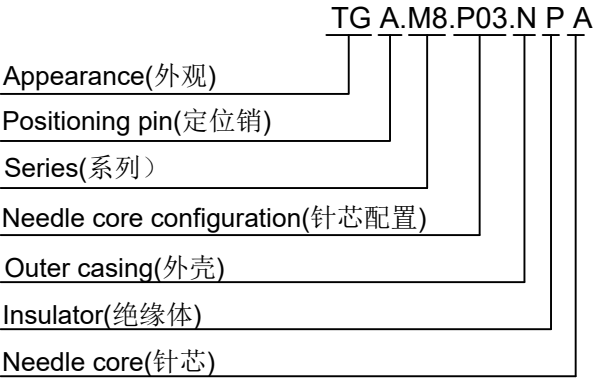 TG A.M8.P03.N P A
Appearance(外观)
Positioning pin(定位销)
Series(系列）
Needle core configuration(针芯配置)
Outer casing(外壳)
Insulator(绝缘体)
Needle core(针芯)